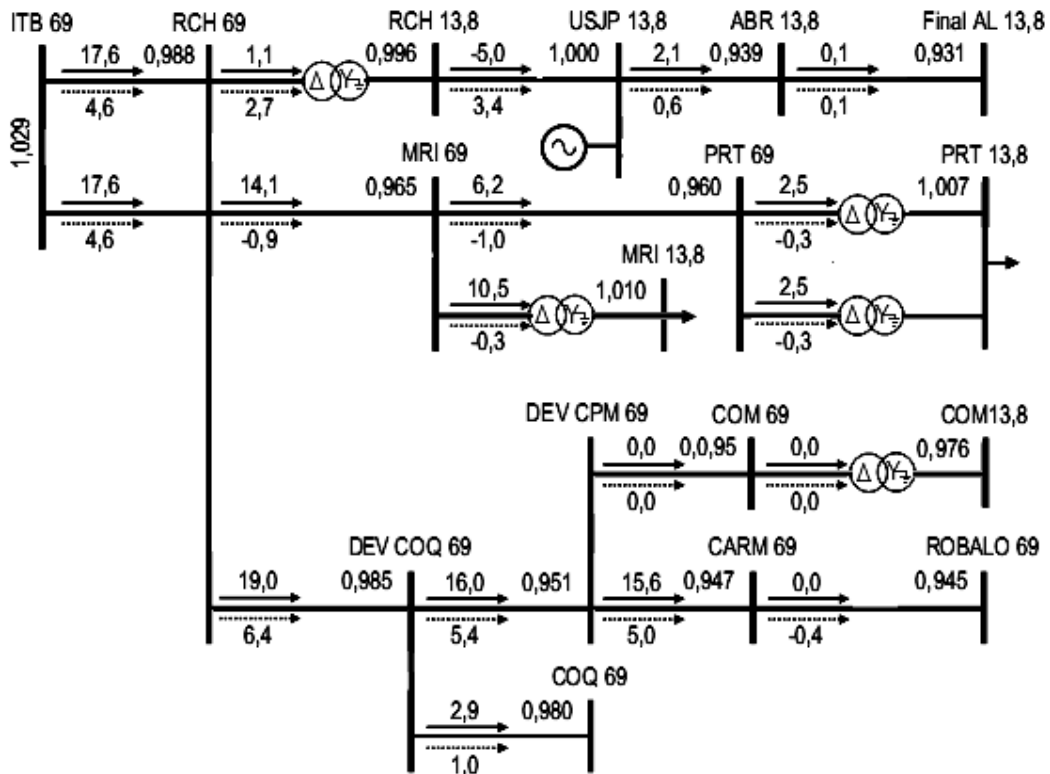 ITB 69 RCH 69 RCH 13,8 USJP 13,8 ABR 13,8 Final AL 13,8
17,6 0,988 1,1 0,996 -5,0 1,000 2,1 0,939 0,1 0,931
Δ Y
4,6 2,7 3,4 0,6 0,1
1,029
MRI 69 PRT 69 PRT 13,8
17,6 14,1 0,965 6,2 0,960 2,5 1,007
Δ Y
4,6 -0,9 -1,0 -0,3
MRI 13,8
10,5 1,010 2,5
Δ Y Δ Y
-0,3 -0,3
DEV CPM 69 COM 69 COM13,8
0,0 0,0,95 0,0 0,976
Δ Y
0,0 0,0
DEV COQ 69 CARM 69 ROBALO 69
19,0 0,985 16,0 0,951 15,6 0,947 0,0 0,945
6,4 5,4 5,0 -0,4
COQ 69
2,9 0,980
1,0